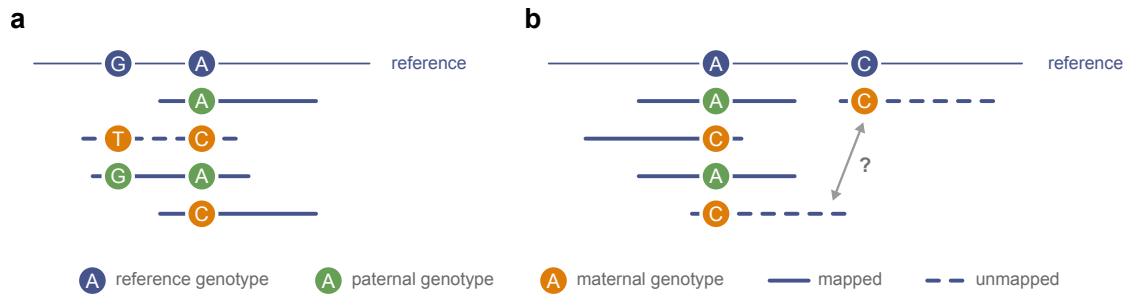 a
b
G A reference
A C reference
A
A C
T C
C
G A
A
?
C
C
A reference genotype A paternal genotype A maternal genotype mapped unmapped